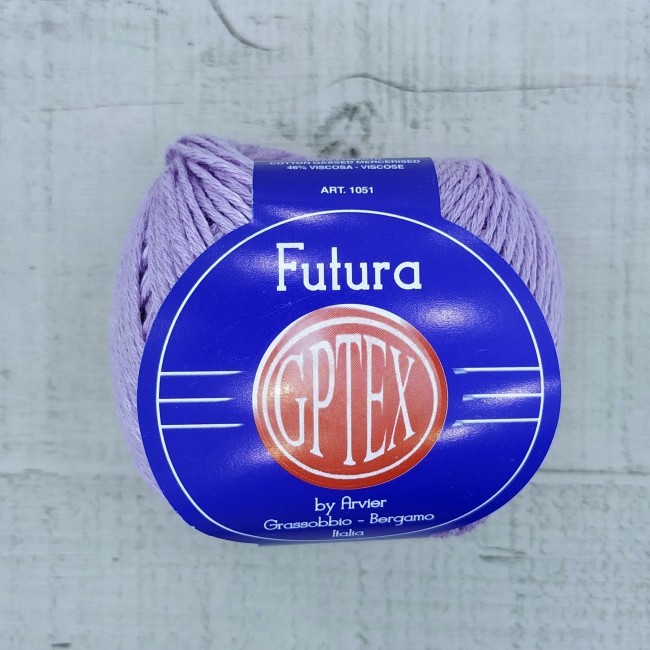 COTTON GASSED MERCERISED
46% VISCOSA - VISCOSE
ART. 1051
Futura
GPTEX
by Arvier
Grassobbio - Bergamo
Italia